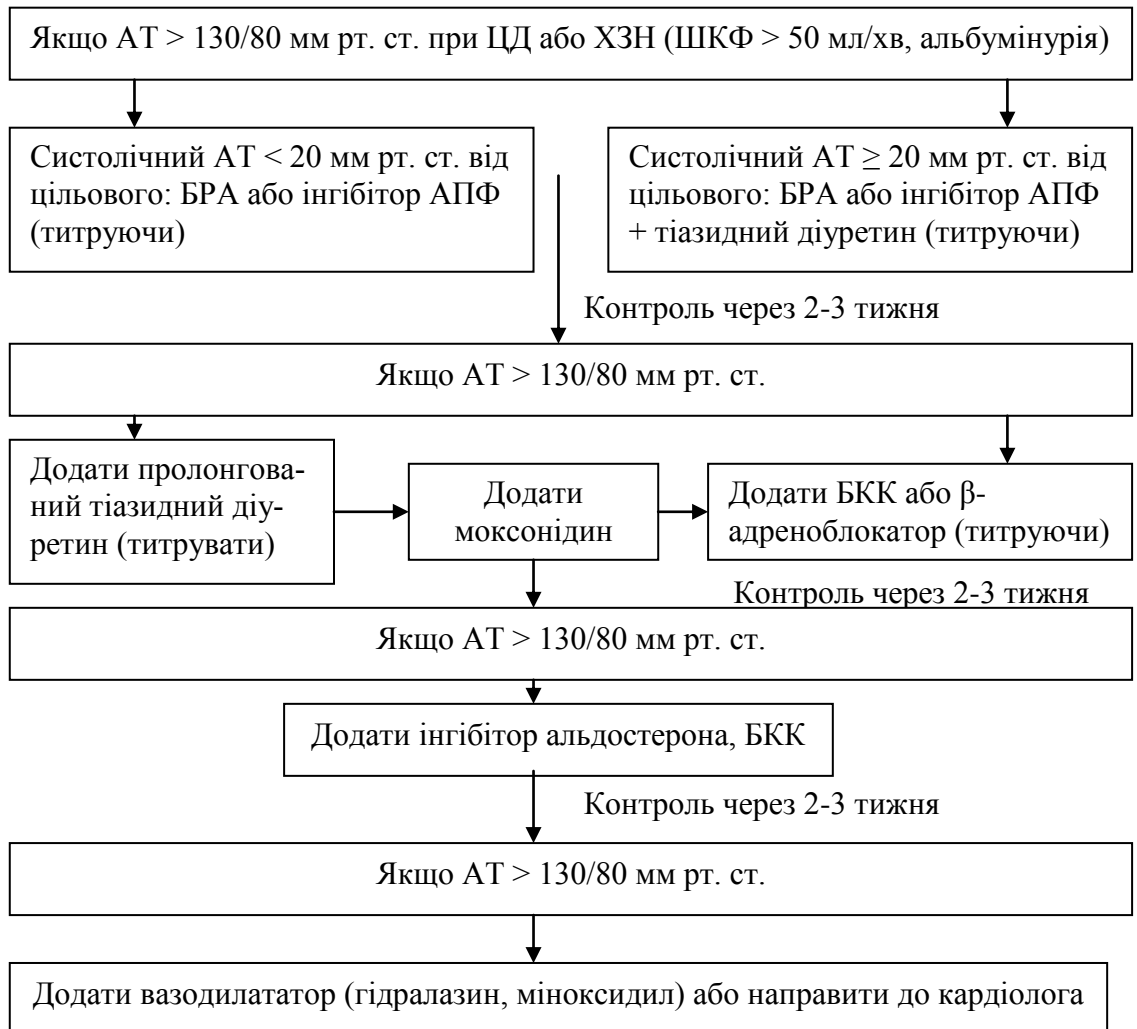 Якщо АТ > 130/80 мм рт. ст. при ЦД або ХЗН (ШКФ > 50 мл/хв, альбумінурія)
Систолічний АТ < 20 мм рт. ст. від
цільового: БРА або інгібітор АПФ
(титруючи)
Систолічний АТ ≥ 20 мм рт. ст. від
цільового: БРА або інгібітор АПФ
+ тіазидний діуретин (титруючи)
Контроль через 2-3 тижня
Якщо АТ > 130/80 мм рт. ст.
Додати пролонгова-
ний тіазидний діу-
ретин (титрувати)
Додати
моксонідин
Додати БКК або β-
адреноблокатор (титруючи)
Контроль через 2-3 тижня
Якщо АТ > 130/80 мм рт. ст.
Додати інгібітор альдостерона, БКК
Контроль через 2-3 тижня
Якщо АТ > 130/80 мм рт. ст.
Додати вазодилататор (гідралазин, міноксидил) або направити до кардіолога